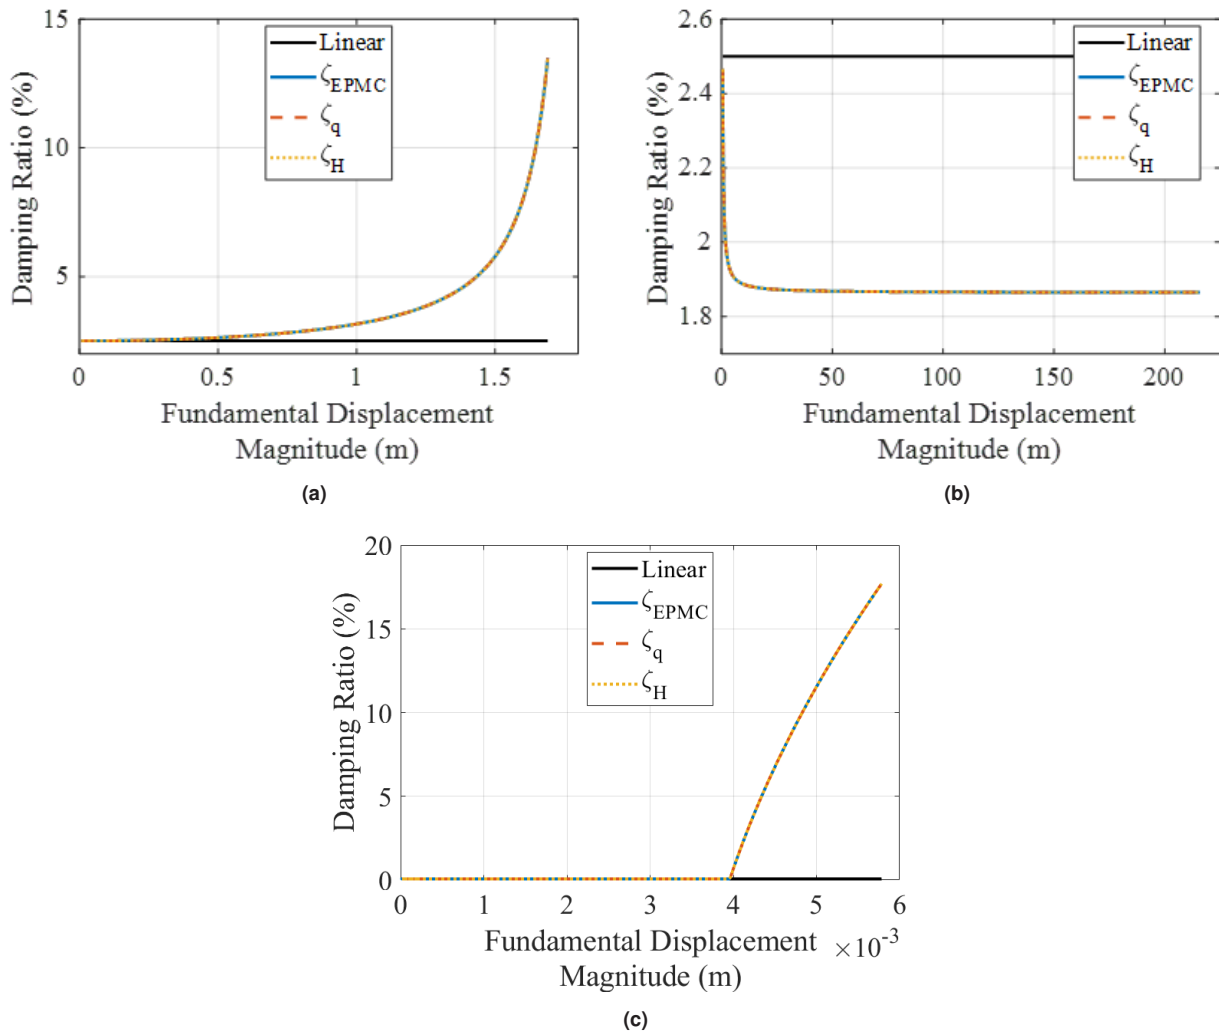 15
10
5
0
0.5
1
1.5
Damping Ratio (%)
Linear
ζEPMC
ζq
ζH
Fundamental Displacement
Magnitude (m)
(a)
2.6
2.4
2.2
2
1.8
0
50
100
150
200
Damping Ratio (%)
Linear
ζEPMC
ζq
ζH
Fundamental Displacement
Magnitude (m)
(b)
20
15
10
5
0
0
1
2
3
4
5
6
×10-3
Damping Ratio (%)
Linear
ζEPMC
ζq
ζH
Fundamental Displacement
Magnitude (m)
(c)